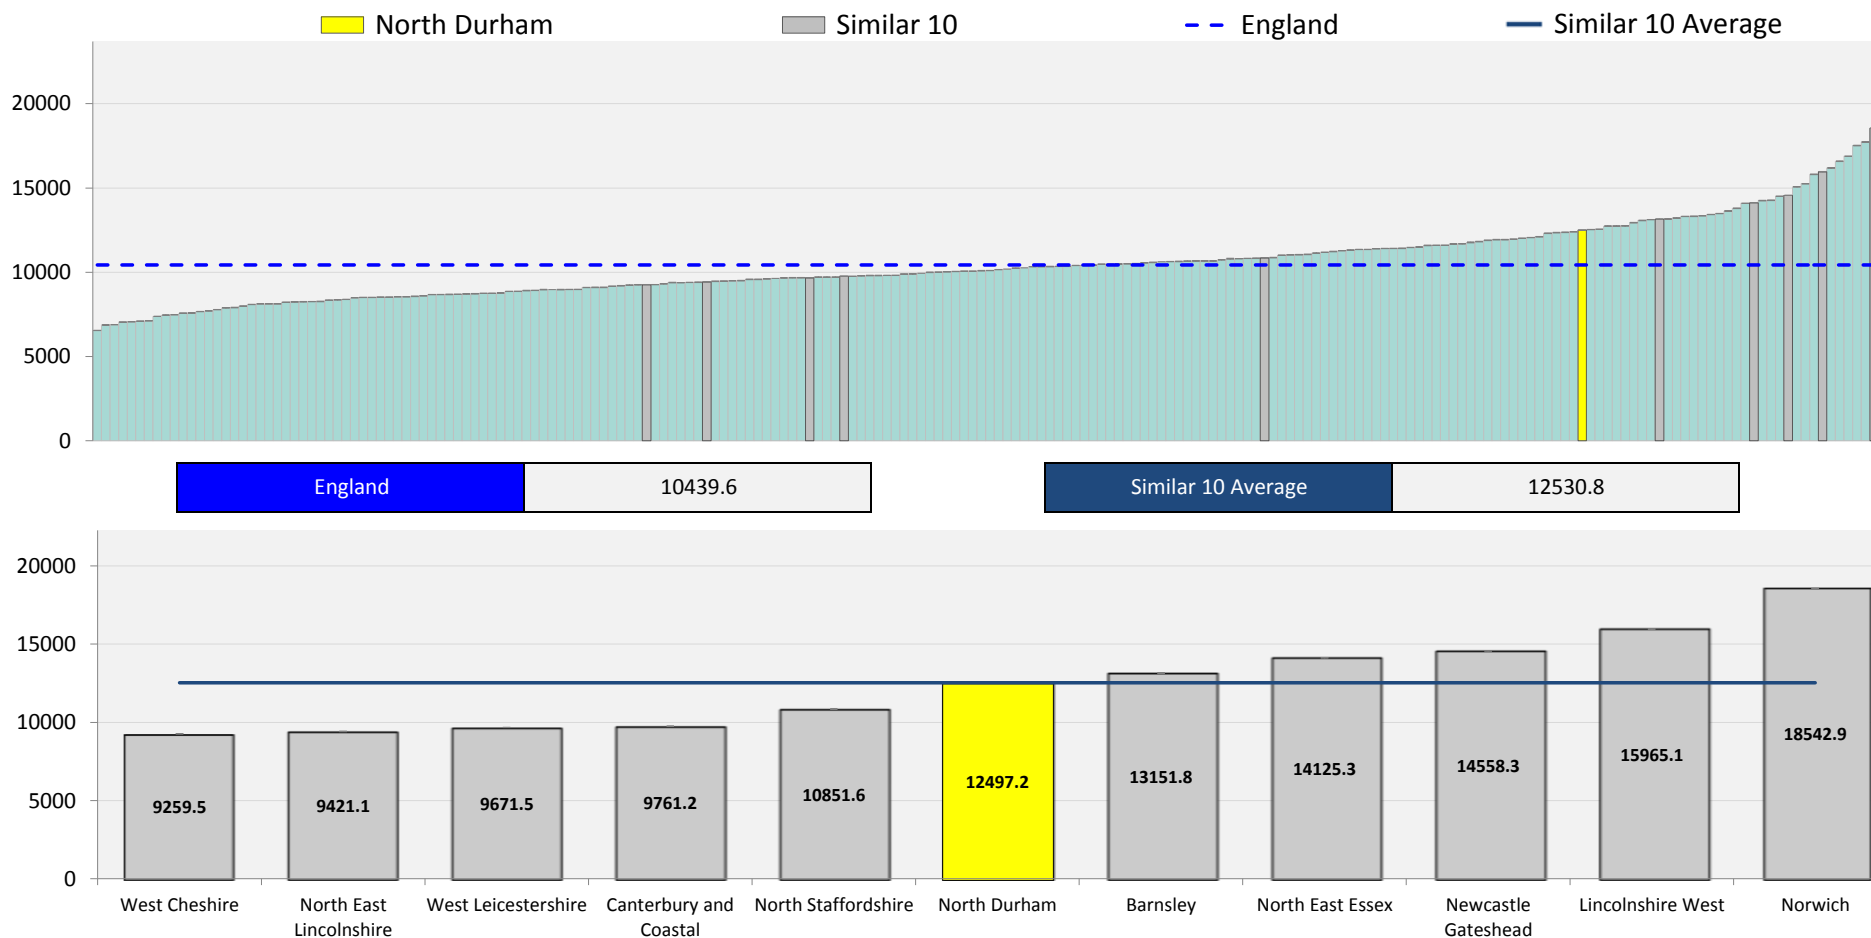 North Durham Similar 10 England Similar 10 Average
20000
15000
10000
5000
0
England 10439.6 Similar 10 Average 12530.8
20000
15000
10000
5000
0
9259.5 9421.1 9671.5 9761.2 10851.6 12497.2 13151.8 14125.3 14558.3 15965.1 18542.9
West Cheshire North East West Leicestershire Canterbury and North Staffordshire North Durham Barnsley North East Essex Newcastle Lincolnshire West Norwich
Lincolnshire Coastal Gateshead